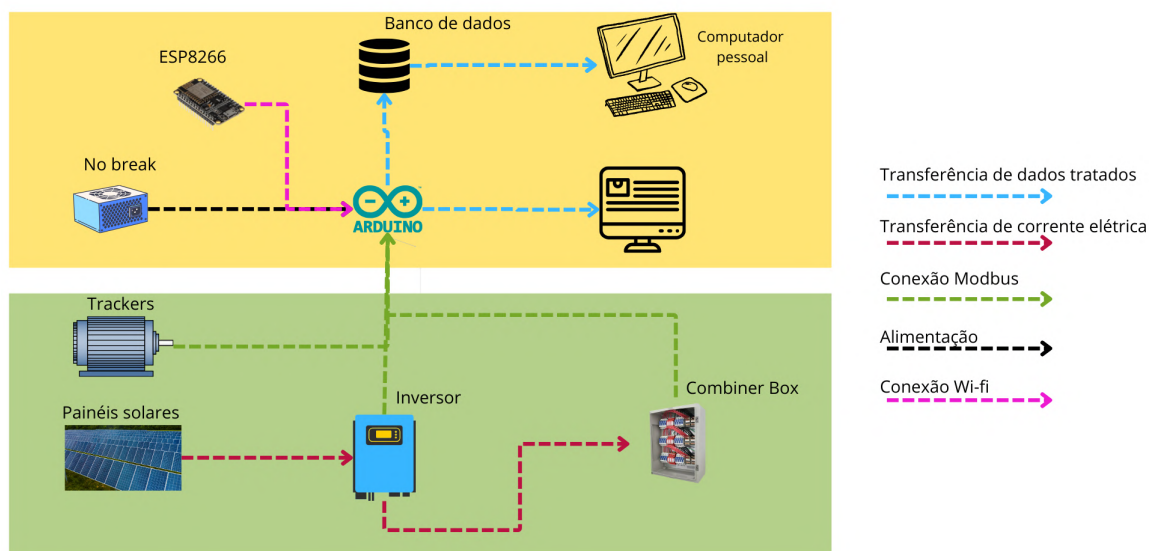 Banco de dados
Computador
pessoal
ESP8266
No break
ARDUINO
Trackers
Painéis solares
Inversor
Combiner Box
Transferência de dados tratados
Transferência de corrente elétrica
Conexão Modbus
Alimentação
Conexão Wi-fi